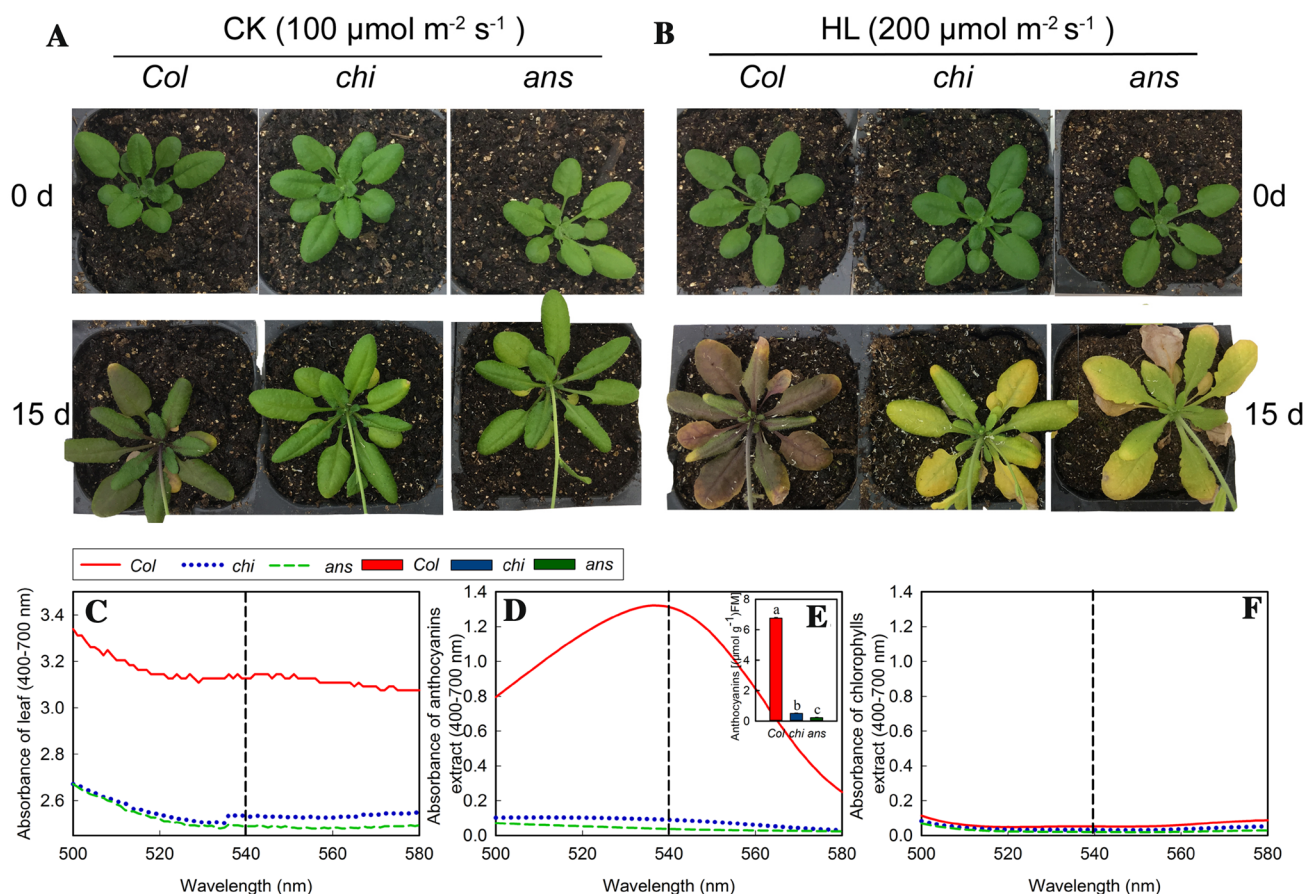 A
CK (100 µmol m-2 s-1 )
Col chi ans
B
HL (200 µmol m-2 s-1)
Col chi ans
0 d
0d
15 d
15 d
Col chi ans Col chi ans
C
Absorbance of leaf (400-700 nm)
3.4
3.2
3.0
2.8
2.6
500 520 540 560 580
Wavelength (nm)
D
Absorbance of anthocyanins
extract (400-700 nm)
1.4
1.2
1.0
0.8
0.6
0.4
0.2
0.0
500 520 540 560 580
Wavelength (nm)
E
Anthocyanins [(µmol g-1)FM]
8
6
4
2
0
a
b
c
Col chi ans
F
Absorbance of chlorophylls
extract (400-700 nm)
1.4
1.2
1.0
0.8
0.6
0.4
0.2
0.0
500 520 540 560 580
Wavelength (nm)